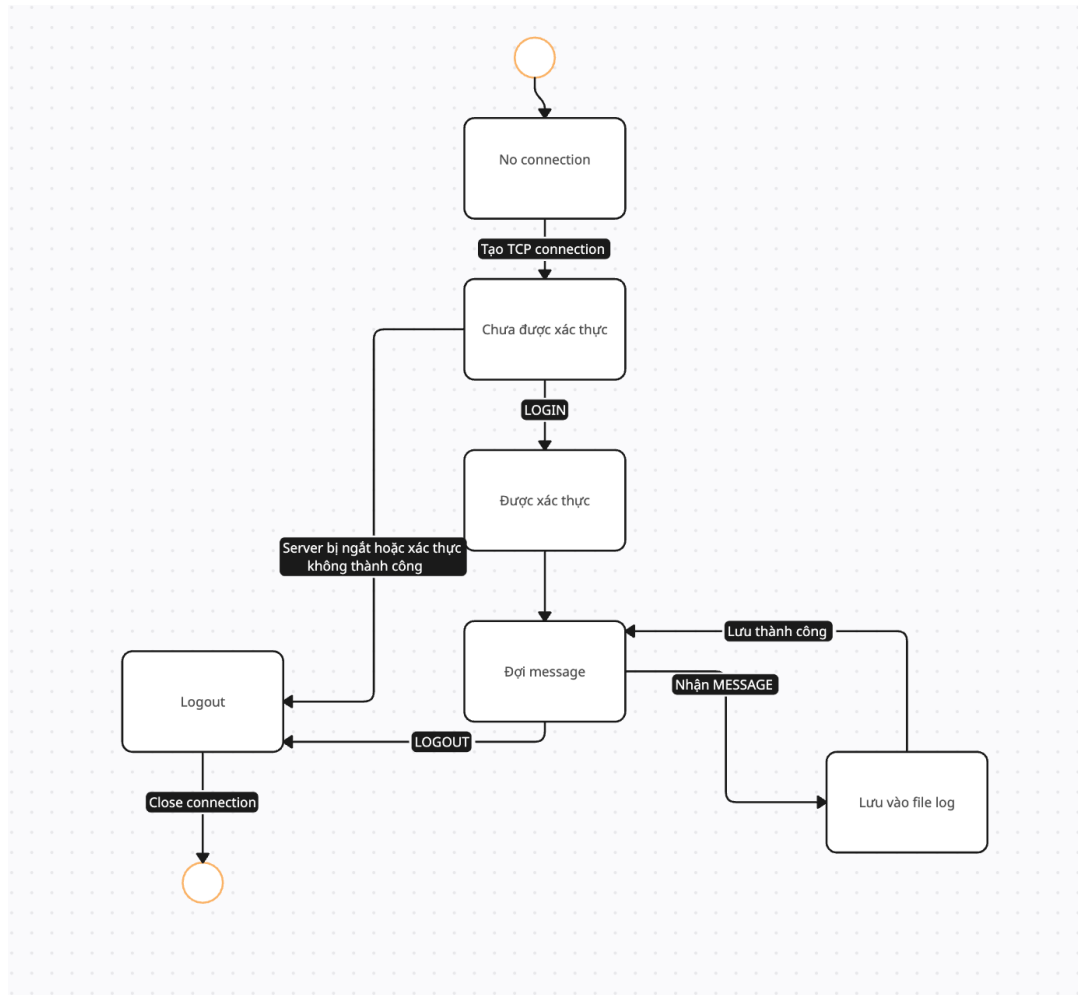 No connection
Tạo TCP connection
Chưa được xác thực
LOGIN
Được xác thực
Server bị ngắt hoặc xác thực
không thành công
Lưu thành công
Đợi message
Nhận MESSAGE
Logout
LOGOUT
Close connection
Lưu vào file log